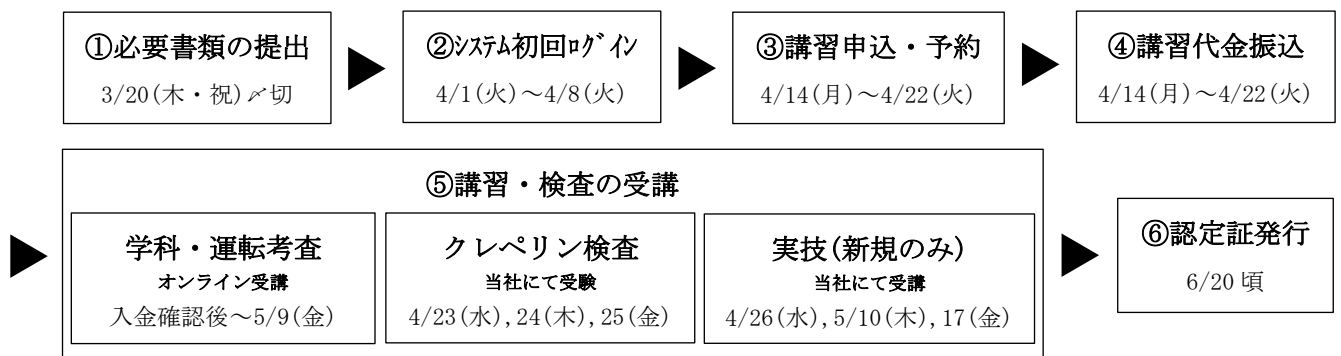 ①必要書類の提出
3/20(木・祝)〆切
②ｼｽﾃﾑ初回ﾛｸﾞｲﾝ
4/1(火)～4/8(火)
③講習申込・予約
4/14(月)～4/22(火)
④講習代金振込
4/14(月)～4/22(火)
⑤講習・検査の受講
学科・運転考査
オンライン受講
入金確認後～5/9(金)
クレペリン検査
当社にて受験
4/23(水),24(木),25(金)
実技(新規のみ)
当社にて受講
4/26(水),5/10(木),17(金)
⑥認定証発行
6/20 頃